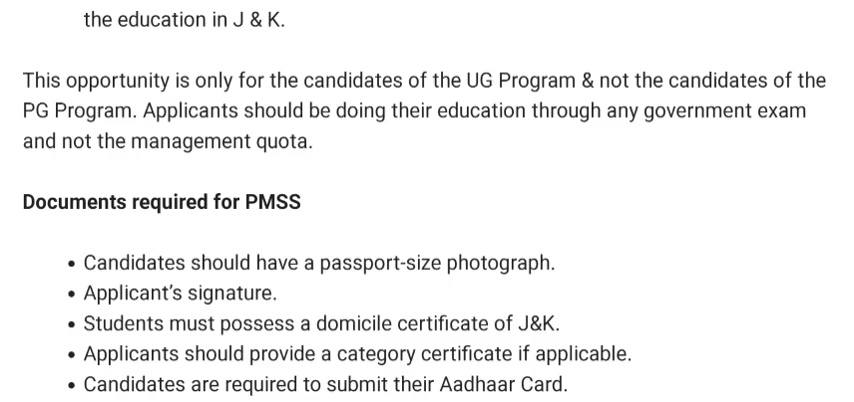 the education in J & K.
This opportunity is only for the candidates of the UG Program & not the candidates of the
PG Program. Applicants should be doing their education through any government exam
and not the management quota.
Documents required for PMSS
• Candidates should have a passport-size photograph.
• Applicant’s signature.
• Students must possess a domicile certificate of J&K.
• Applicants should provide a category certificate if applicable.
• Candidates are required to submit their Aadhaar Card.